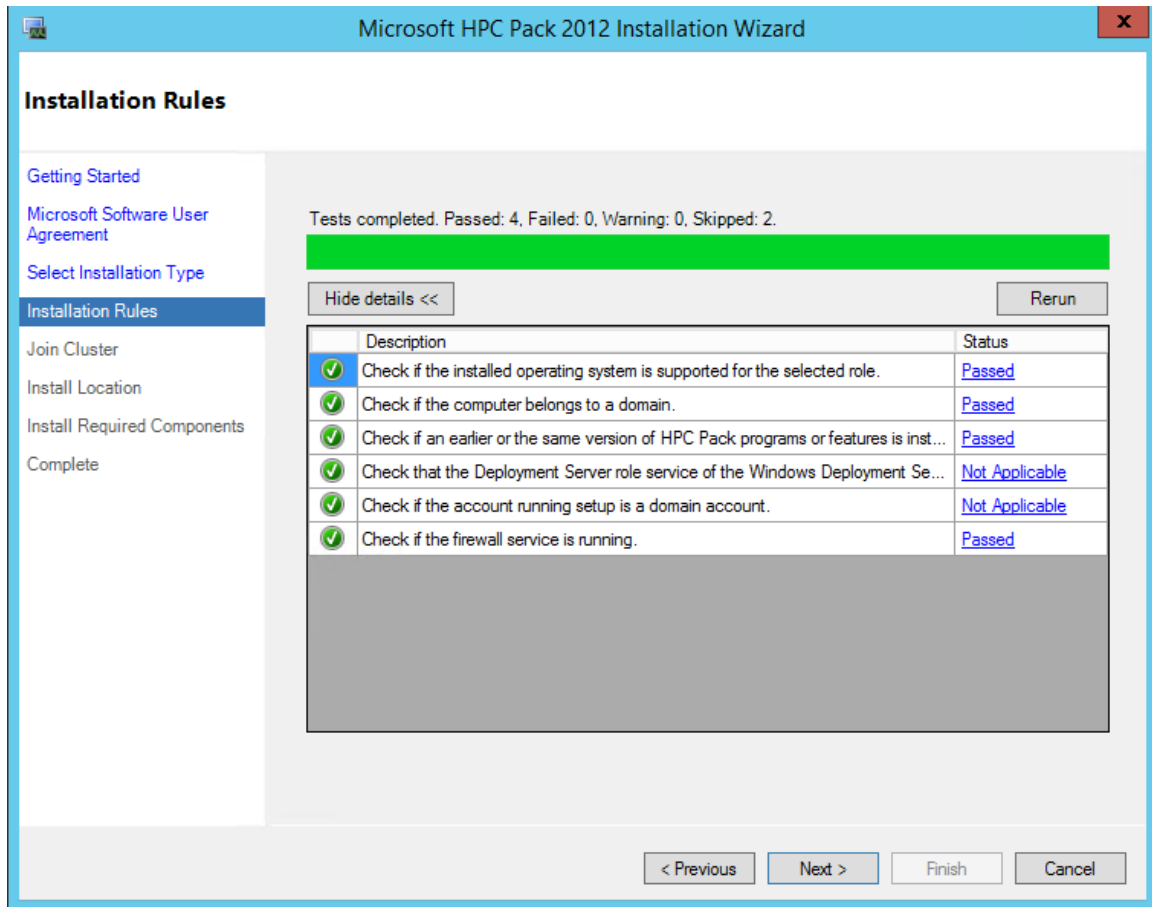 Microsoft HPC Pack 2012 Installation Wizard
x
Installation Rules
Getting Started
Microsoft Software User
Agreement
Select Installation Type
Installation Rules
Join Cluster
Install Location
Install Required Components
Complete
Tests completed. Passed: 4, Failed: 0, Warning: 0, Skipped: 2.
Hide details <<
Rerun
Description Status
Check if the installed operating system is supported for the selected role. Passed
Check if the computer belongs to a domain. Passed
Check if an earlier or the same version of HPC Pack programs or features is inst... Passed
Check that the Deployment Server role service of the Windows Deployment Se... Not Applicable
Check if the account running setup is a domain account. Not Applicable
Check if the firewall service is running. Passed
< Previous Next > Finish Cancel